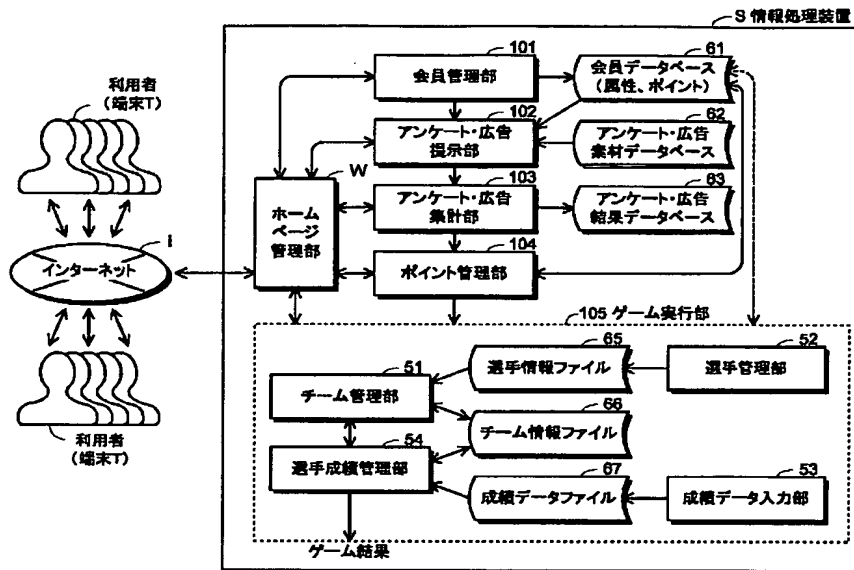 S 情報処理装置
101
会員管理部
61
会員データベース
(属性、ポイント)
利用者
(端末T)
102
アンケート・広告
提示部
62
アンケート・広告
素材データベース
W
ホーム
ページ
管理部
103
アンケート・広告
集計部
63
アンケート・広告
結果データベース
I
インターネット
104
ポイント管理部
105 ゲーム実行部
65
選手情報ファイル
52
選手管理部
51
チーム管理部
66
チーム情報ファイル
54
選手成績管理部
67
成績データファイル
53
成績データ入力部
利用者
(端末T)
ゲーム結果